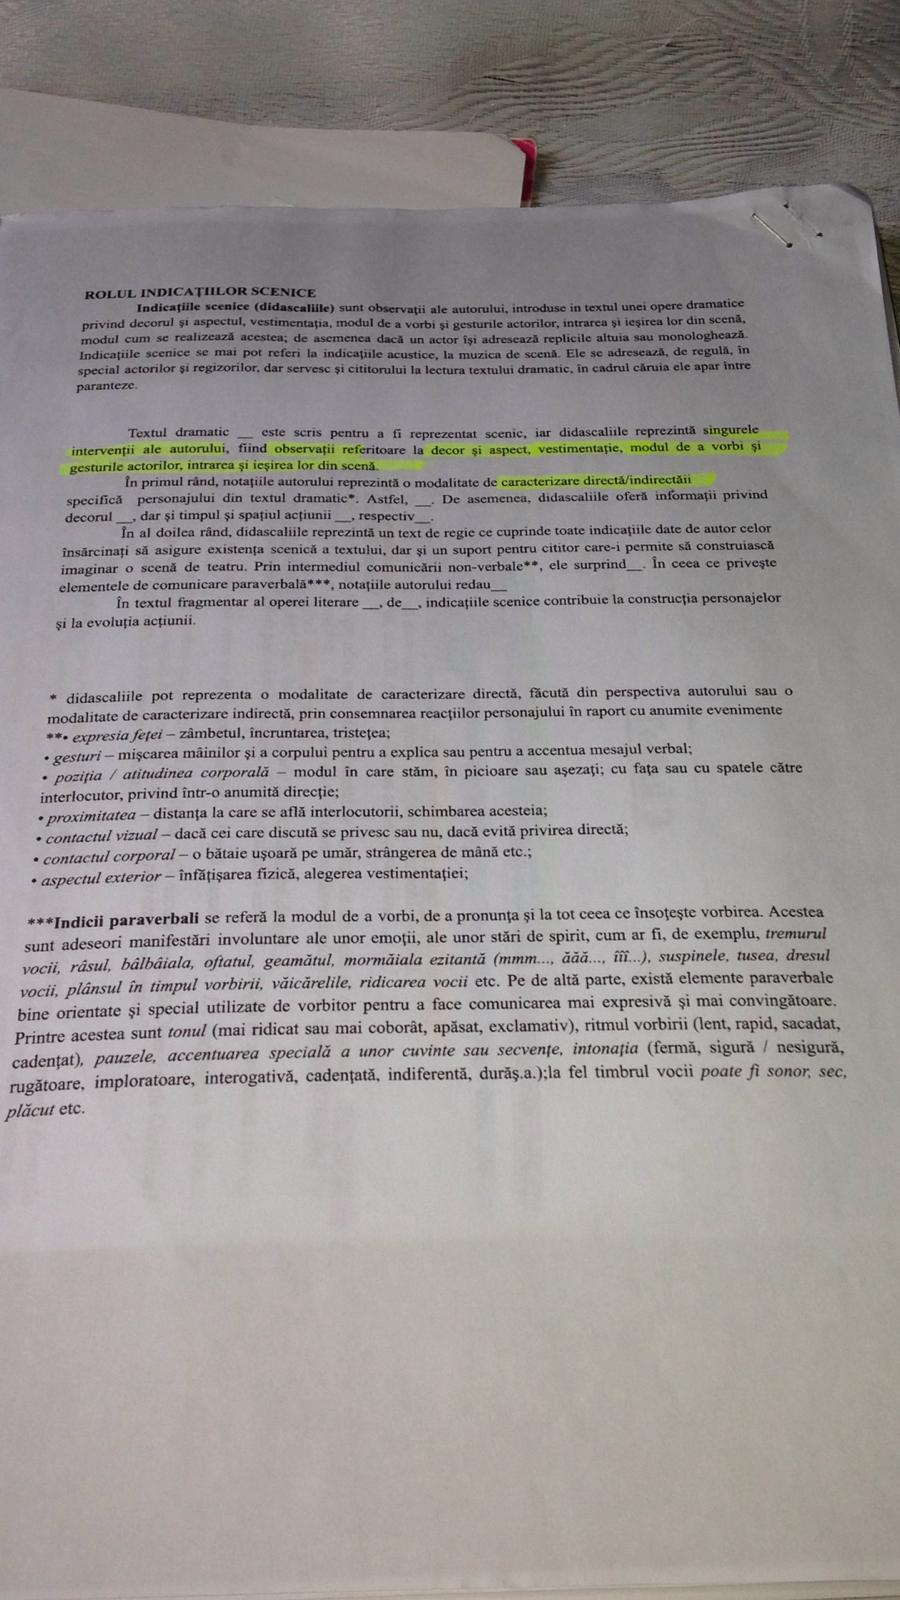 ROLUL INDICAȚIILOR SCENICE
Indicațiile scenice (didascaliile) sunt observații ale autorului, introduse in textul unei opere dramatice
privind decorul și aspectul, vestimentația, modul de a vorbi și gesturile actorilor, intrarea și ieșirea lor din scenă,
modul cum se realizează acestea; de asemenea dacă un actor își adresează replicile altuia sau monologhează.
Indicațiile scenice se mai pot referi la indicațiile acustice, la muzica de scenă. Ele se adresează, de regulă, în
special actorilor și regizorilor, dar servesc și cititorului la lectura textului dramatic, în cadrul căruia ele apar între
paranteze.
Textul dramatic __ este scris pentru a fi reprezentat scenic, iar didascaliile reprezintă singurele
intervenții ale autorului, fiind observații referitoare la decor și aspect, vestimentație, modul de a vorbi și
gesturile actorilor, intrarea și ieșirea lor din scenă.
În primul rând, notațiile autorului reprezintă o modalitate de caracterizare directă/indirectăii
specifică personajului din textul dramatic*. Astfel, __. De asemenea, didascaliile oferă informații privind
decorul __, dar și timpul și spațiul acțiunii __, respectiv__.
În al doilea rând, didascaliile reprezintă un text de regie ce cuprinde toate indicațiile date de autor celor
însărcinați să asigure existența scenică a textului, dar și un suport pentru cititor care-i permite să construiască
imaginar o scenă de teatru. Prin intermediul comunicării non-verbale**, ele surprind__. În ceea ce privește
elementele de comunicare paraverbală***, notațiile autorului redau__
În textul fragmentar al operei literare __, de__, indicațiile scenice contribuie la construcția personajelor
și la evoluția acțiunii.
* didascaliile pot reprezenta o modalitate de caracterizare directă, făcută din perspectiva autorului sau o
modalitate de caracterizare indirectă, prin consemnarea reacțiilor personajului în raport cu anumite evenimente
**• expresia feței – zâmbetul, încruntarea, tristețea;
• gesturi – mișcarea mâinilor și a corpului pentru a explica sau pentru a accentua mesajul verbal;
• poziția / atitudinea corporală – modul în care stăm, în picioare sau așezați; cu fața sau cu spatele către
interlocutor, privind într-o anumită direcție;
• proximitatea – distanța la care se află interlocutorii, schimbarea acesteia;
• contactul vizual – dacă cei care discută se privesc sau nu, dacă evită privirea directă;
• contactul corporal – o bătaie ușoară pe umăr, strângerea de mână etc.;
• aspectul exterior – înfățișarea fizică, alegerea vestimentației;
***Indicii paraverbali se referă la modul de a vorbi, de a pronunța și la tot ceea ce însoțește vorbirea. Acestea
sunt adeseori manifestări involuntare ale unor emoții, ale unor stări de spirit, cum ar fi, de exemplu, tremurul
vocii, râsul, bâlbâiala, oftatul, geamătul, mormăiala ezitantă (mmm..., ăăă..., îîî...), suspinele, tusea, dresul
vocii, plânsul în timpul vorbirii, văicărelile, ridicarea vocii etc. Pe de altă parte, există elemente paraverbale
bine orientate și special utilizate de vorbitor pentru a face comunicarea mai expresivă și mai convingătoare.
Printre acestea sunt tonul (mai ridicat sau mai coborât, apăsat, exclamativ), ritmul vorbirii (lent, rapid, sacadat,
cadențat), pauzele, accentuarea specială a unor cuvinte sau secvențe, intonația (fermă, sigură / nesigură,
rugătoare, imploratoare, interogativă, cadențată, indiferentă, durăș.a.);la fel timbrul vocii poate fi sonor, sec,
plăcut etc.